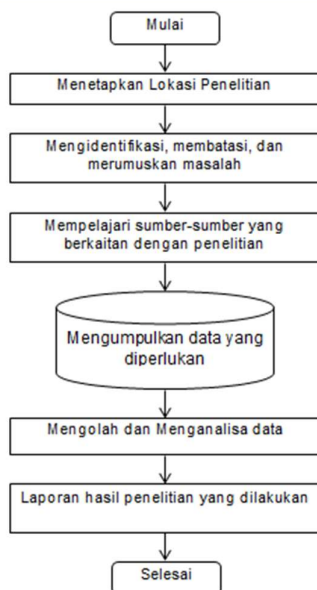 Mulai
Menetapkan Lokasi Penelitian
Mengidentifikasi, membatasi, dan
merumuskan masalah
Mempelajari sumber-sumber yang
berkaitan dengan penelitian
Mengumpulkan data yang
diperlukan
Mengolah dan Menganalisa data
Laporan hasil penelitian yang dilakukan
Selesai